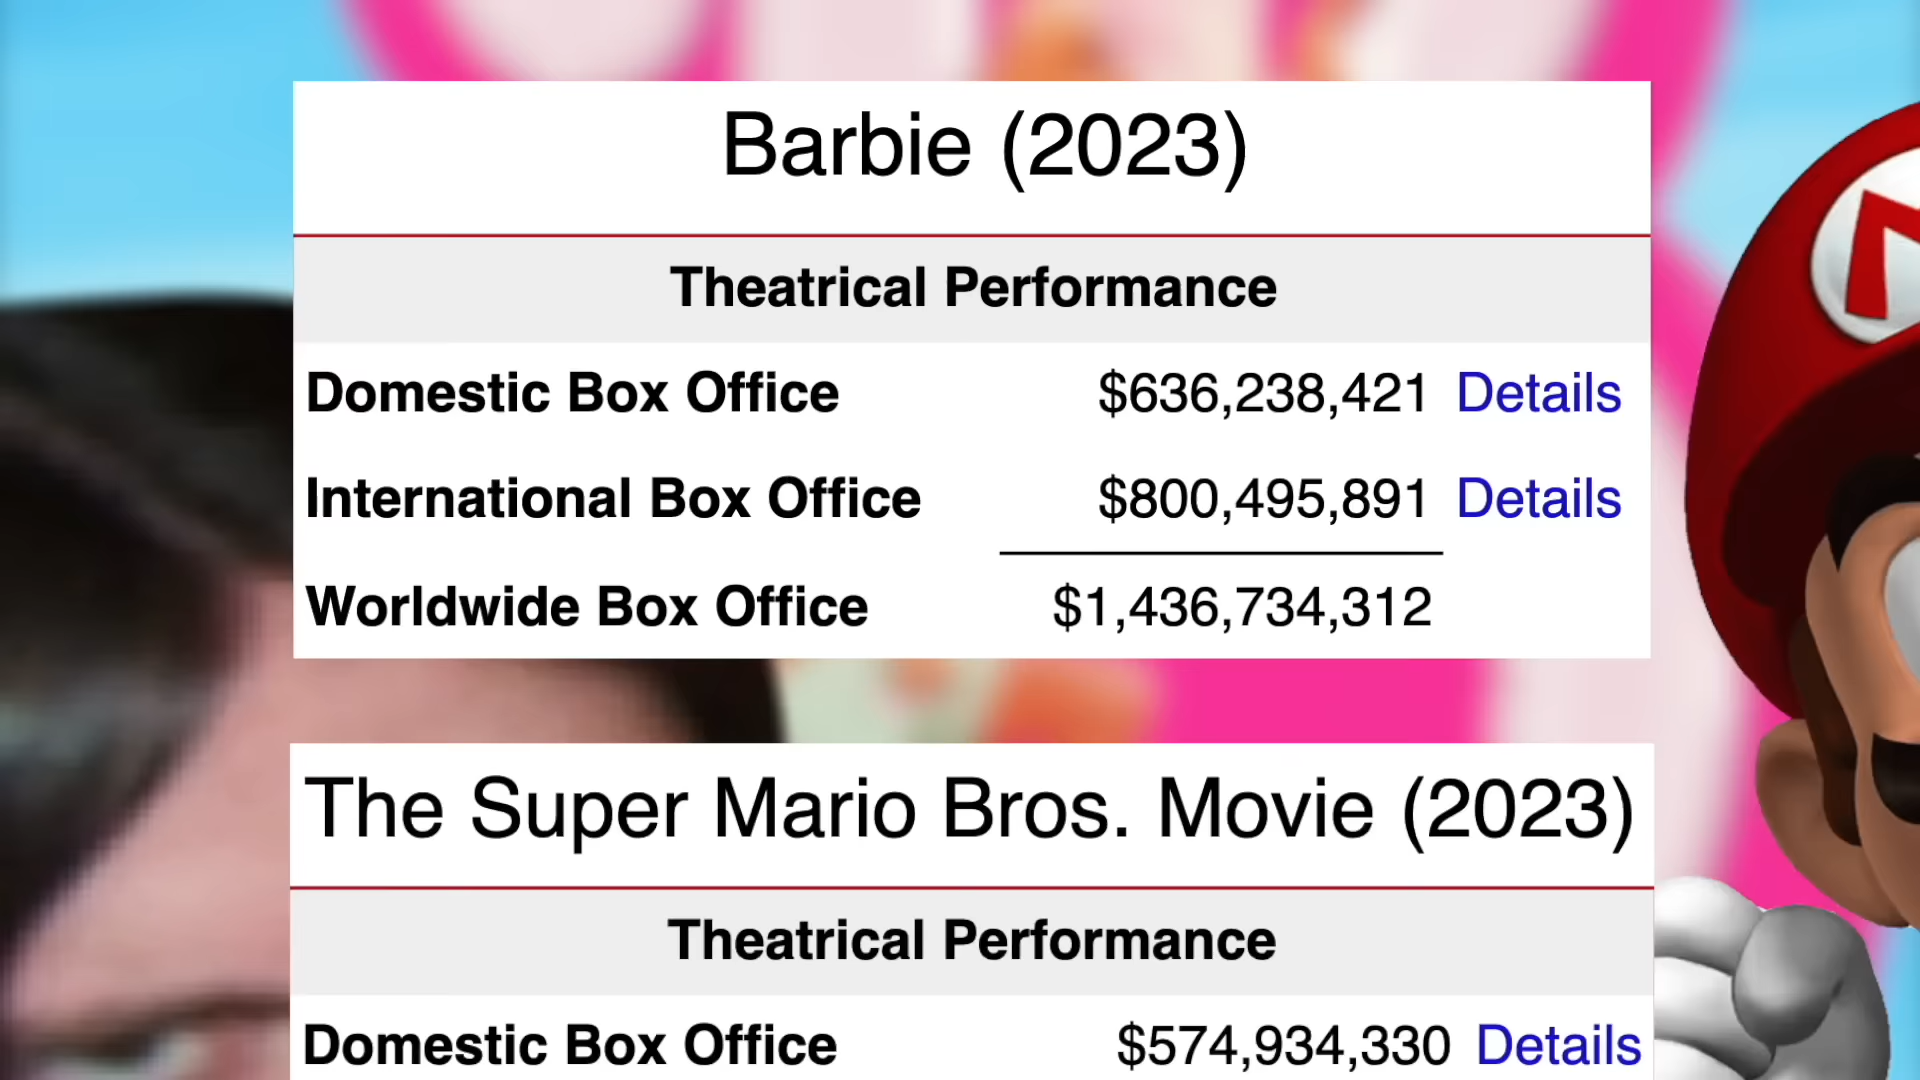 Barbie (2023)
Theatrical Performance
Domestic Box Office $636,238,421 Details
International Box Office $800,495,891 Details
Worldwide Box Office $1,436,734,312
The Super Mario Bros. Movie (2023)
Theatrical Performance
Domestic Box Office $574,934,330 Details
M